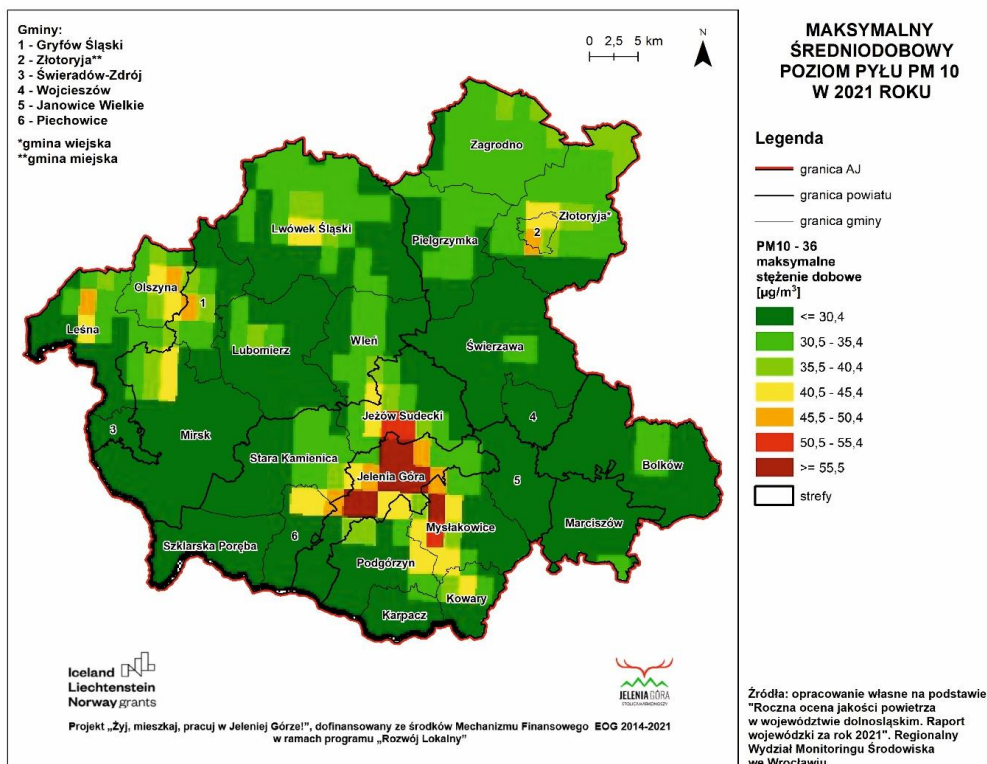 Gminy:
1 - Gryfów Śląski
2 - Złotoryja**
3 - Świeradów-Zdrój
4 - Wojcieszów
5 - Janowice Wielkie
6 - Piechowice
*gmina wiejska
**gmina miejska
0 2,5 5 km
N
Zagrodno
Złotoryja*
2
Lwówek Śląski
Pielgrzymka
Olszyna
1
Leśna
Lubomierz
Wleń
Świerzawa
Jeżów Sudecki
4
3
Mirsk
Stara Kamienica
Jelenia Góra
5
Bolków
Mysłakowice
Marciszów
6
Szklarska Poręba
Podgórzyn
Kowary
Karpacz
Iceland
Liechtenstein
Norway grants
JELENIA GÓRA
Projekt „Żyj, mieszkaj, pracuj w Jeleniej Górze!”, dofinansowany ze środków Mechanizmu Finansowego EOG 2014-2021
w ramach programu „Rozwój Lokalny”
MAKSYMALNY
ŚREDNIODOBOWY
POZIOM PYŁU PM 10
W 2021 ROKU
Legenda
granica AJ
granica powiatu
granica gminy
PM10 - 36
maksymalne
stężenie dobowe
[µg/m³]
<= 30,4
30,5 - 35,4
35,5 - 40,4
40,5 - 45,4
45,5 - 50,4
50,5 - 55,4
>= 55,5
strefy
Źródła: opracowanie własne na podstawie
"Roczna ocena jakości powietrza
w województwie dolnośląskim. Raport
wojewódzki za rok 2021". Regionalny
Wydział Monitoringu Środowiska
we Wrocławiu